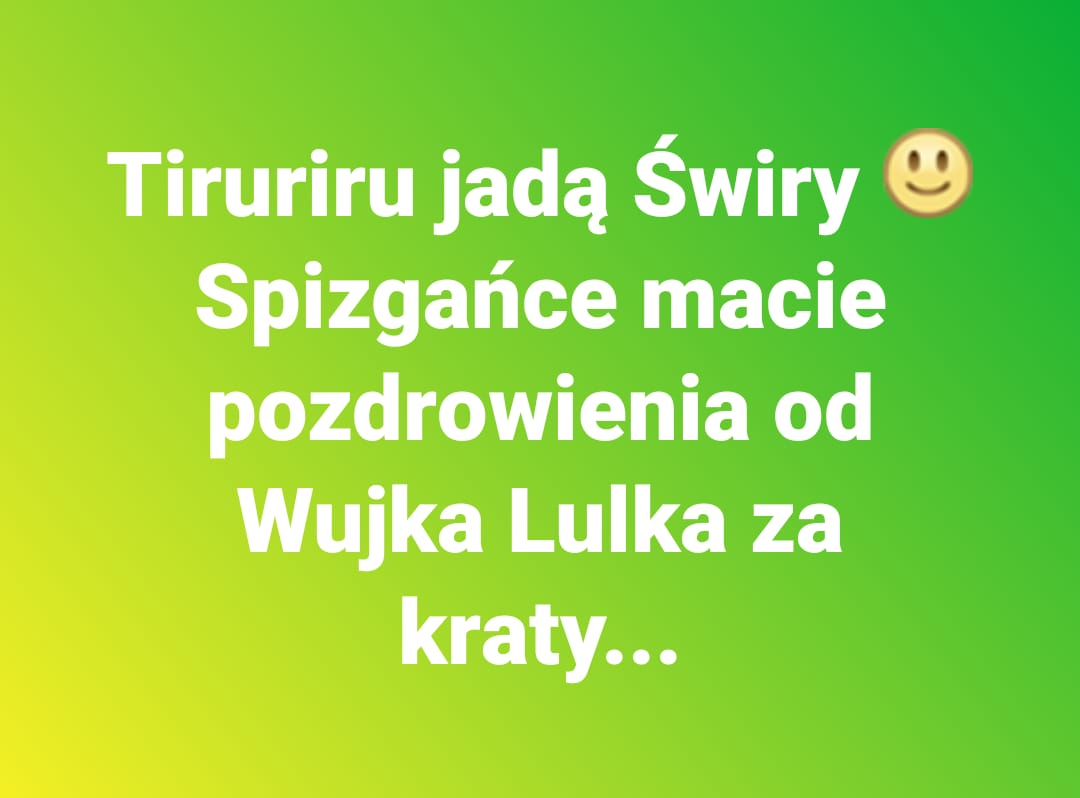 Tiruriru jadą Świry 🙂
Spizgańce macie
pozdrowienia od
Wujka Lulka za
kraty...